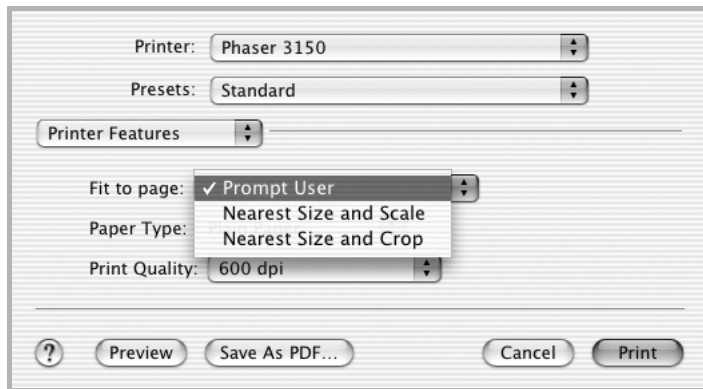 Printer: Phaser 3150
Presets: Standard
Printer Features
Fit to page: ✓ Prompt User
Nearest Size and Scale
Paper Type:
Nearest Size and Crop
Print Quality: 600 dpi
? Preview Save As PDF... Cancel Print